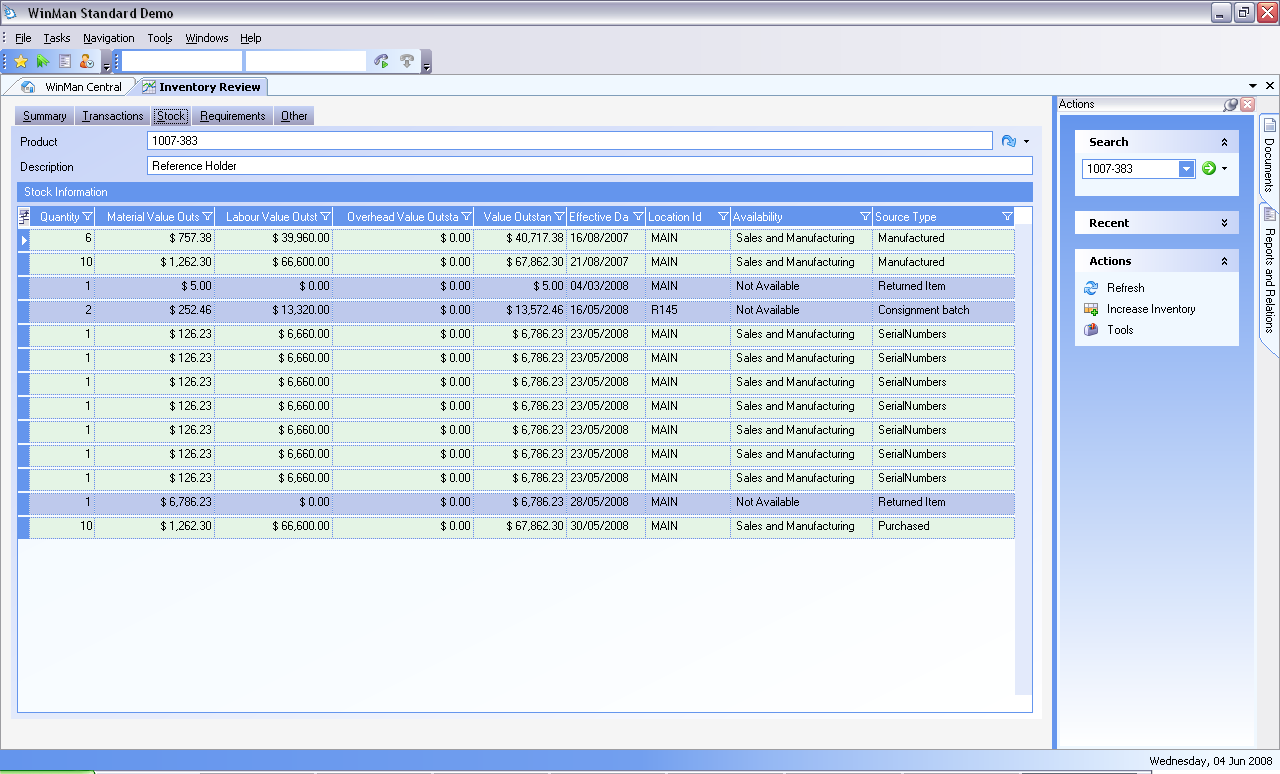 WinMan Standard Demo
File Tasks Navigation Tools Windows Help
WinMan Central Inventory Review
Summary Transactions Stock Requirements Other
Product 1007-383
Description Reference Holder
Stock Information
Quantity Material Value Outs Labour Value Outst Overhead Value Outsta Value Outstan Effective Da Location Id Availability Source Type
6 $ 757.38 $ 39,960.00 $ 0.00 $ 40,717.38 16/08/2007 MAIN Sales and Manufacturing Manufactured
10 $ 1,262.30 $ 66,600.00 $ 0.00 $ 67,862.30 21/08/2007 MAIN Sales and Manufacturing Manufactured
1 $ 5.00 $ 0.00 $ 0.00 $ 5.00 04/03/2008 MAIN Not Available Returned Item
2 $ 252.46 $ 13,320.00 $ 0.00 $ 13,572.46 16/05/2008 R145 Not Available Consignment batch
1 $ 126.23 $ 6,660.00 $ 0.00 $ 6,786.23 23/05/2008 MAIN Sales and Manufacturing SerialNumbers
1 $ 126.23 $ 6,660.00 $ 0.00 $ 6,786.23 23/05/2008 MAIN Sales and Manufacturing SerialNumbers
1 $ 126.23 $ 6,660.00 $ 0.00 $ 6,786.23 23/05/2008 MAIN Sales and Manufacturing SerialNumbers
1 $ 126.23 $ 6,660.00 $ 0.00 $ 6,786.23 23/05/2008 MAIN Sales and Manufacturing SerialNumbers
1 $ 126.23 $ 6,660.00 $ 0.00 $ 6,786.23 23/05/2008 MAIN Sales and Manufacturing SerialNumbers
1 $ 126.23 $ 6,660.00 $ 0.00 $ 6,786.23 23/05/2008 MAIN Sales and Manufacturing SerialNumbers
1 $ 126.23 $ 6,660.00 $ 0.00 $ 6,786.23 23/05/2008 MAIN Sales and Manufacturing SerialNumbers
1 $ 6,786.23 $ 0.00 $ 0.00 $ 6,786.23 28/05/2008 MAIN Not Available Returned Item
10 $ 1,262.30 $ 66,600.00 $ 0.00 $ 67,862.30 30/05/2008 MAIN Sales and Manufacturing Purchased
Actions
Search
1007-383
Recent
Actions
Refresh
Increase Inventory
Tools
Documents
Reports and Relations
Wednesday, 04 Jun 2008